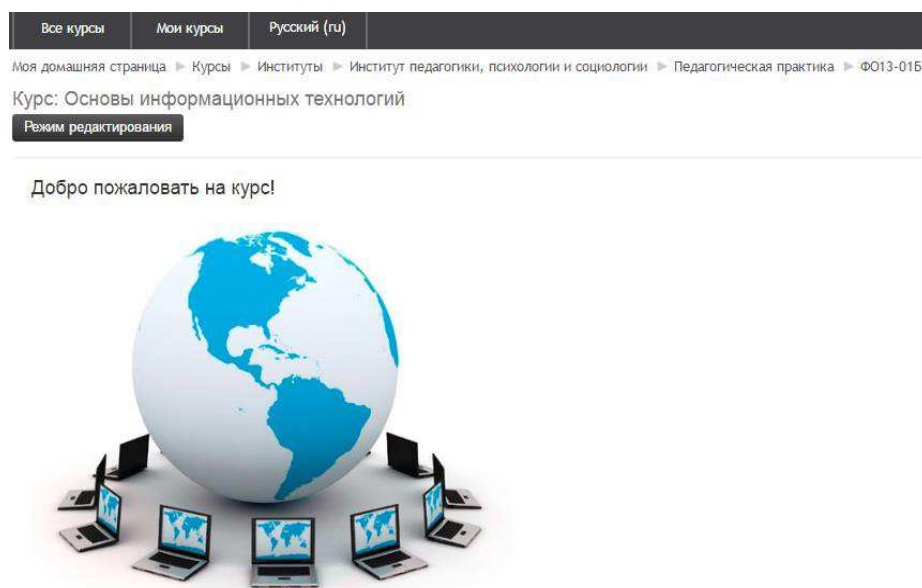 Все курсы Мои курсы Русский (ru)
Моя домашняя страница ► Курсы ► Институты ► Институт педагогики, психологии и социологии ► Педагогическая практика ► ФО13-01Б
Курс: Основы информационных технологий
Режим редактирования
Добро пожаловать на курс!